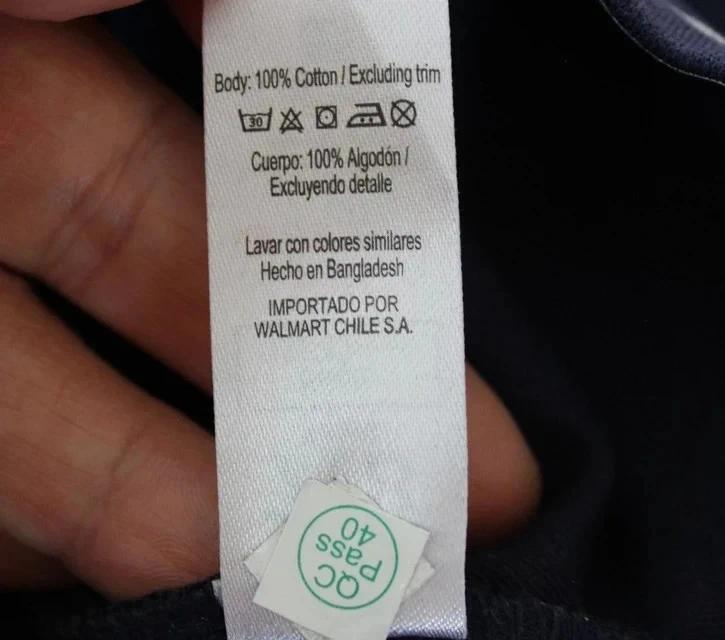 Body: 100% Cotton / Excluding trim
30
Cuerpo: 100% Algodón /
Excluyendo detalle
Lavar con colores similares
Hecho en Bangladesh
IMPORTADO POR
WALMART CHILE S.A.
QC
Pass
40